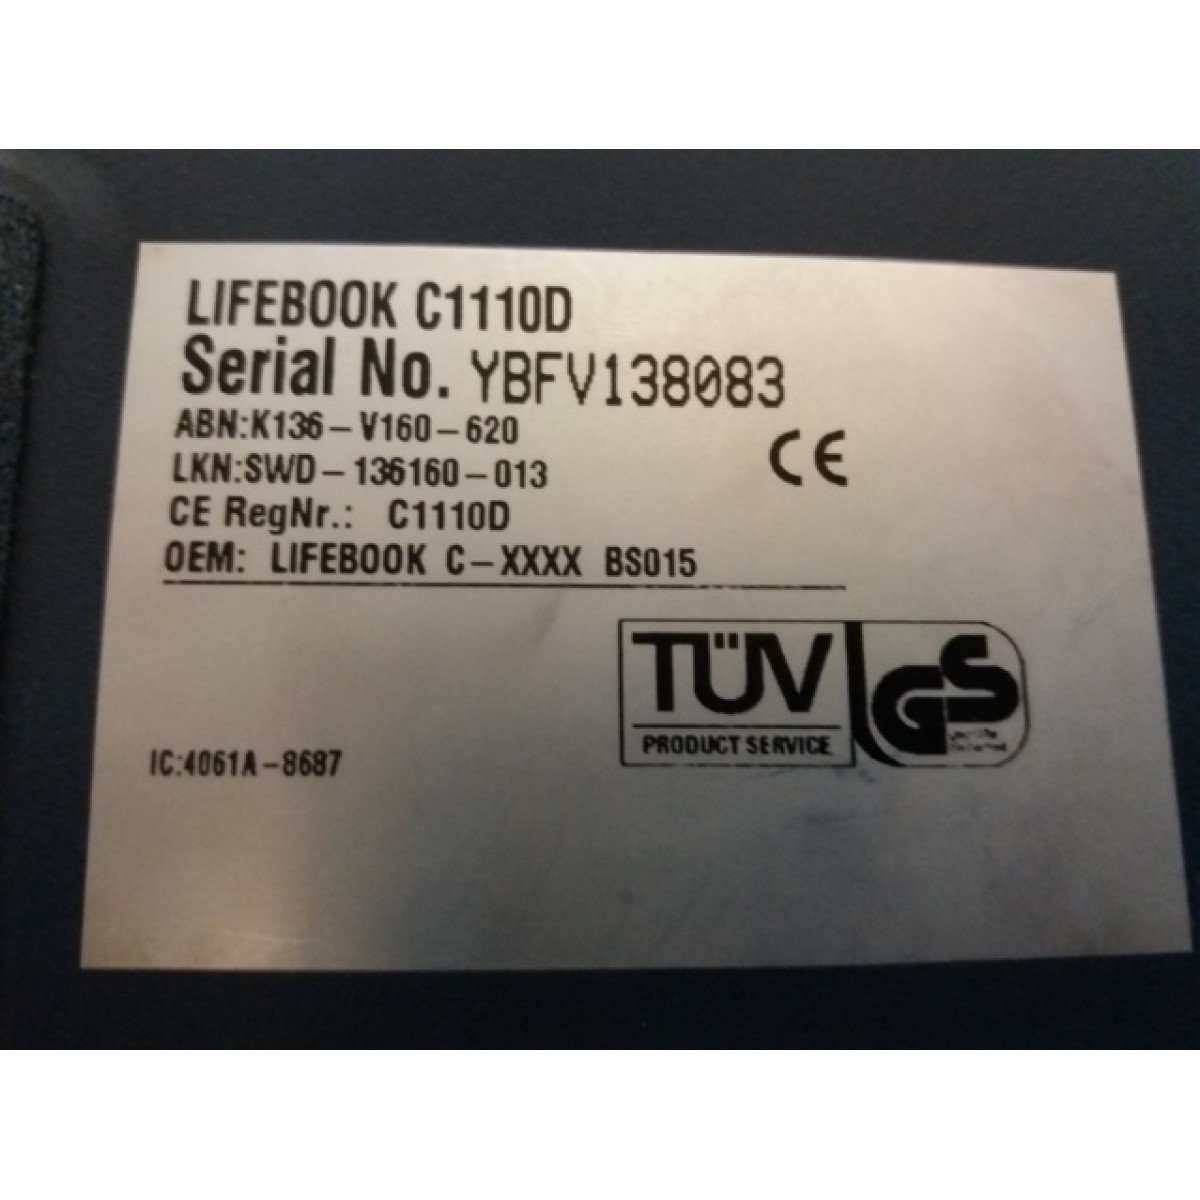 LIFEBOOK C1110D
Serial No. YBFV138083
ABN:K136-V160-620
LKN:SWD-136160-013
CE
CE RegNr.: C1110D
OEM: LIFEBOOK C-XXXX BS015
TÜV
PRODUCT SERVICE
GS
IC:4061A-8687